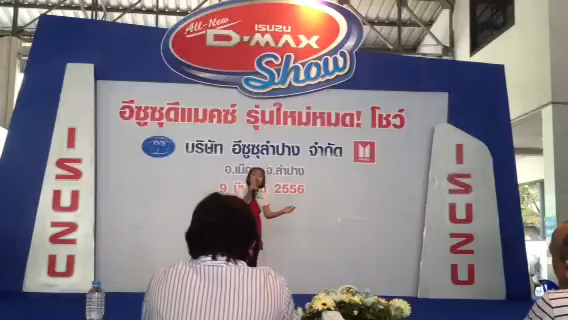 All-New ISUZU
D-MAX
Show
อีซูซุดีแมคซ์ รุ่นใหม่หมด! โชว์
บริษัท อีซูซุลำปาง จำกัด
อ.เมือง จ.ลำปาง
9 2556
ISUZU
ISUZU